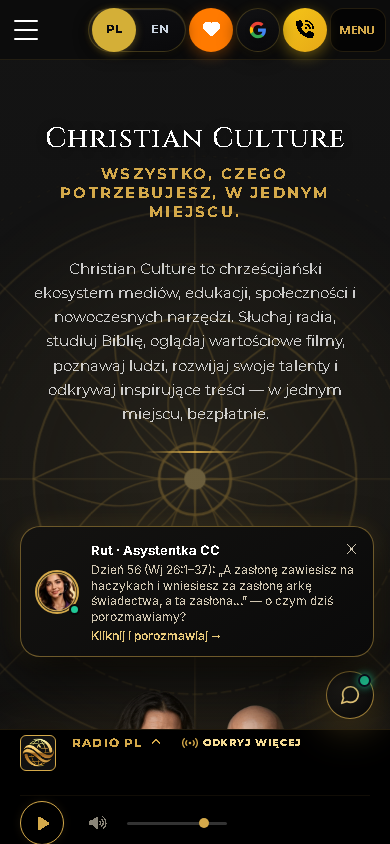 PL EN MENU
Christian Culture
WSZYSTKO, CZEGO
POTRZEBUJESZ, W JEDNYM
MIEJSCU.
Christian Culture to chrześcijański
ekosystem mediów, edukacji, społeczności i
nowoczesnych narzędzi. Słuchaj radia,
studiuj Biblię, oglądaj wartościowe filmy,
poznawaj ludzi, rozwijaj swoje talenty i
odkrywaj inspirujące treści — w jednym
miejscu, bezpłatnie.
Rut · Asystentka CC
Dzień 56 (Wj 26:1–37): „A zasłonę zawiesisz na
haczykach i wniesiesz za zasłonę arkę
świadectwa, a ta zasłona…” — o czym dziś
porozmawiamy?
Kliknij i porozmawiaj →
RADIO PL ODKRYJ WIĘCEJ